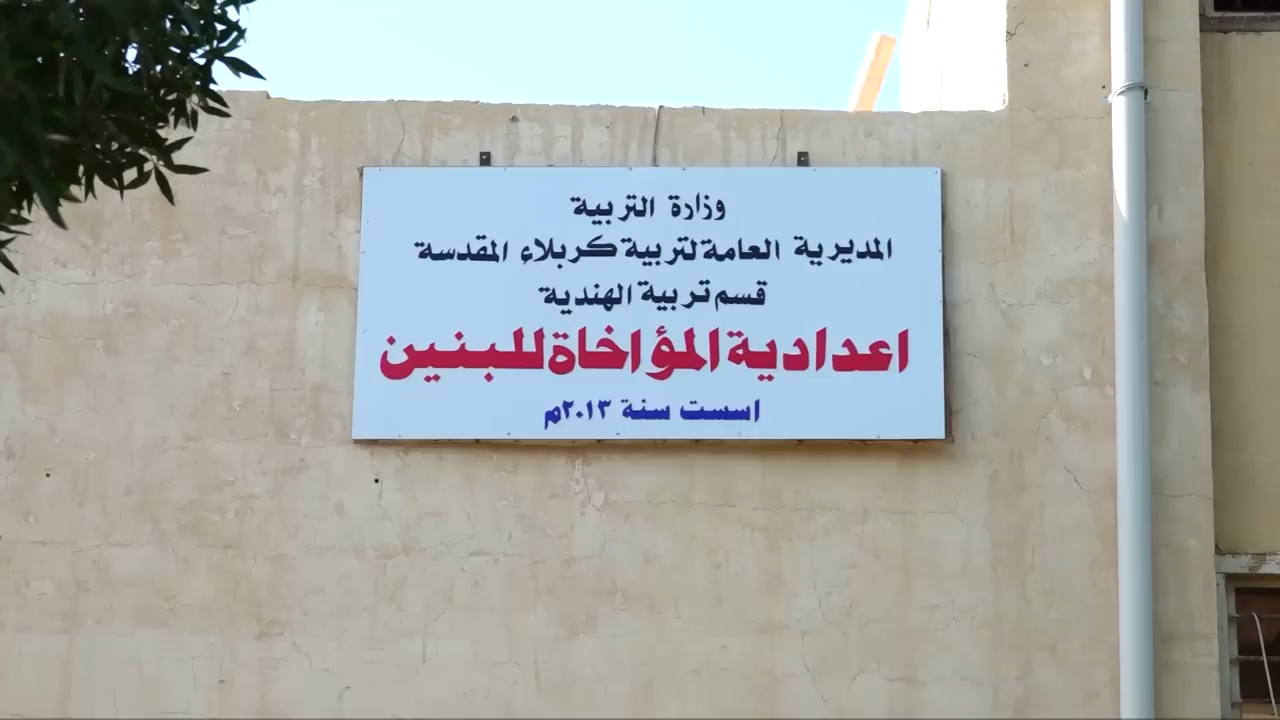 وزارة التربية
المديرية العامة لتربية كربلاء المقدسة
قسم تربية الهندية
اعدادية المؤاخاة للبنين
اسست سنة ٢٠١٣م